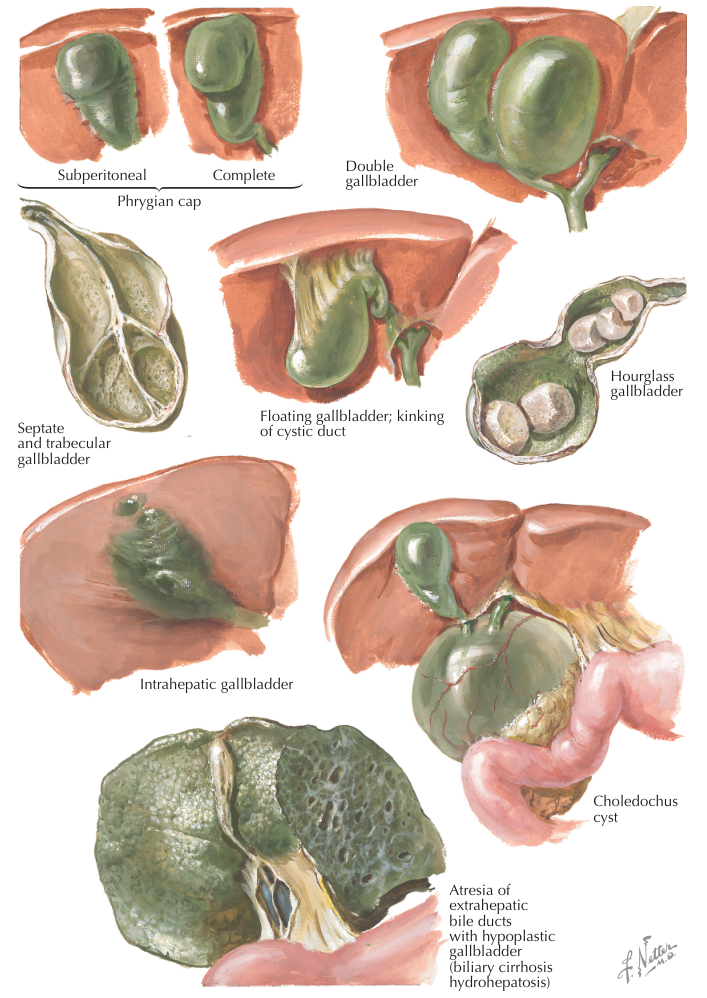 Subperitoneal
Complete
Phrygian cap
Double
gallbladder
Septate
and trabecular
gallbladder
Floating gallbladder; kinking
of cystic duct
Hourglass
gallbladder
Intrahepatic gallbladder
Choledochus
cyst
Atresia of
extrahepatic
bile ducts
with hypoplastic
gallbladder
(biliary cirrhosis
hydrohepatosis)
F. Netter
M.D.